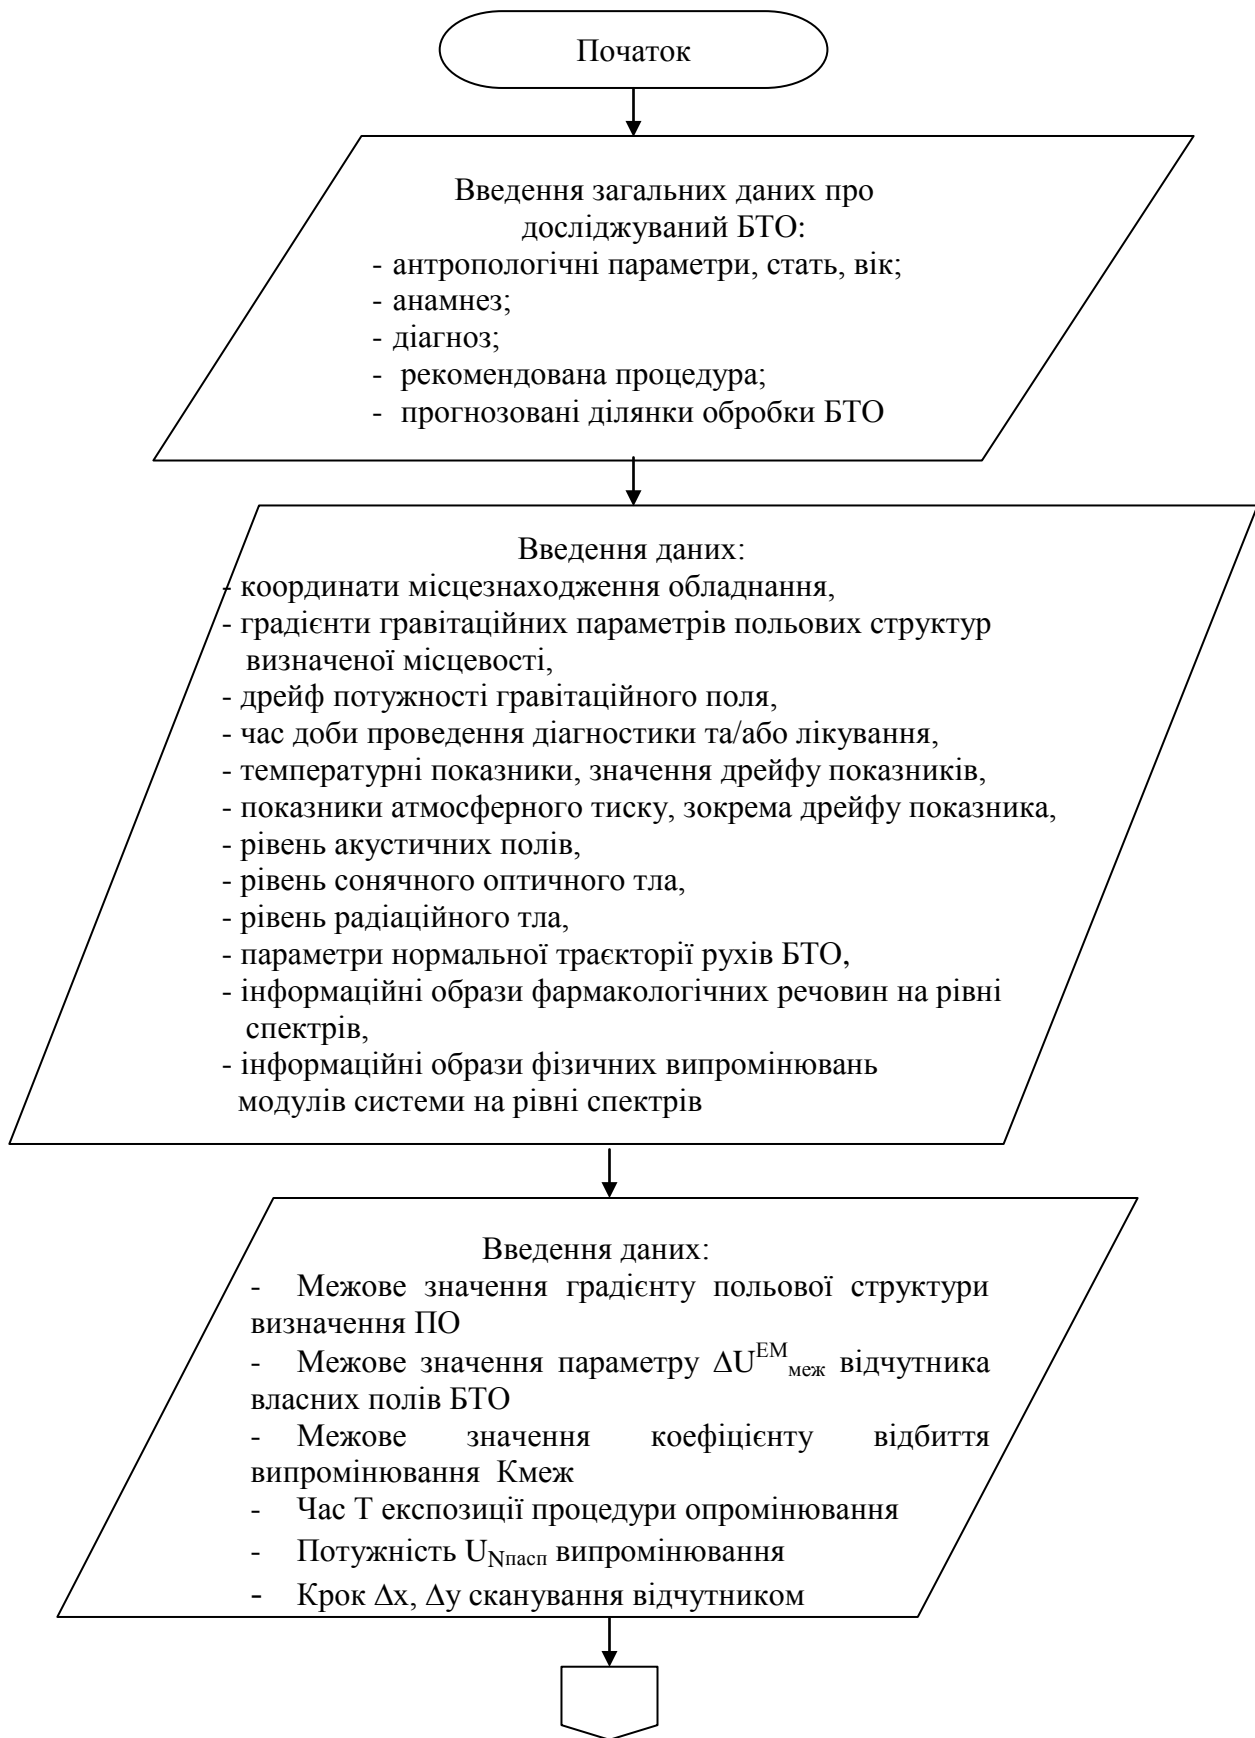 Початок
Введення загальних даних про
досліджуваний БТО:
- антропологічні параметри, стать, вік;
- анамнез;
- діагноз;
- рекомендована процедура;
- прогнозовані ділянки обробки БТО
Введення даних:
- координати місцезнаходження обладнання,
- градієнти гравітаційних параметрів польових структур
визначеної місцевості,
- дрейф потужності гравітаційного поля,
- час доби проведення діагностики та/або лікування,
- температурні показники, значення дрейфу показників,
- показники атмосферного тиску, зокрема дрейфу показника,
- рівень акустичних полів,
- рівень сонячного оптичного тла,
- рівень радіаційного тла,
- параметри нормальної траєкторії рухів БТО,
- інформаційні образи фармакологічних речовин на рівні
спектрів,
- інформаційні образи фізичних випромінювань
модулів системи на рівні спектрів
Введення даних:
- Межове значення градієнту польової структури
визначення ПО
- Межове значення параметру ΔU^EM_меж відчутника
власних полів БТО
- Межове значення коефіцієнту відбиття
випромінювання Кмеж
- Час Т експозиції процедури опромінювання
- Потужність U_Nпасп випромінювання
- Крок Δx, Δy сканування відчутником